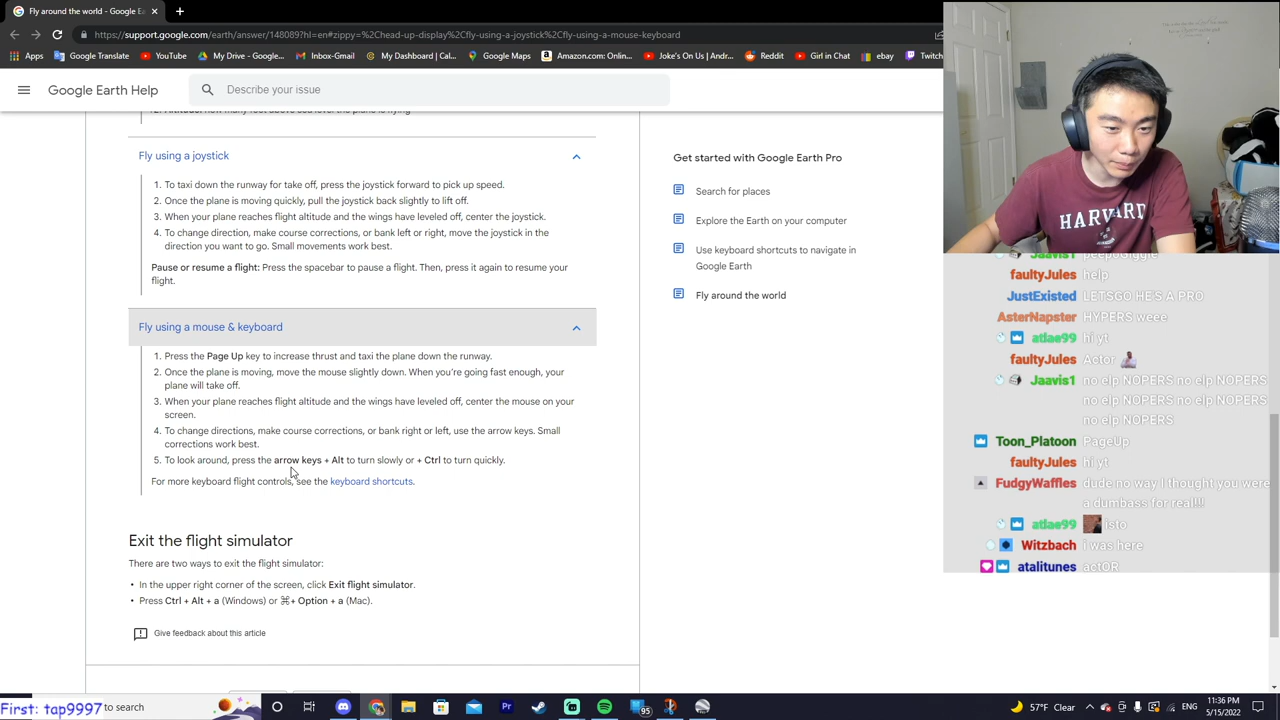 Fly around the world - Google Ea
https://support.google.com/earth/answer/148089?hl=en#zippy=%2Chead-up-display%2Cflying-a-joystick%2Cfly-using-a-mouse-keyboard
Apps
Google Translate
YouTube
My Drive - Google...
Inbox-Gmail
My Dashboard | Cal...
Google Maps
Amazon.com: Onlin...
Joke's On Us | Andr...
Reddit
Girl in Chat
ebay
Twitch
Google Earth Help
Describe your issue
Fly using a joystick
1. To taxi down the runway for take off, press the joystick forward to pick up speed.
2. Once the plane is moving quickly, pull the joystick back slightly to lift off.
3. When your plane reaches flight altitude and the wings have leveled off, center the joystick.
4. To change direction, make course corrections, or bank left or right, move the joystick in the
direction you want to go. Small movements work best.
Pause or resume a flight: Press the spacebar to pause a flight. Then, press it again to resume your
flight.
Fly using a mouse & keyboard
1. Press the Page Up key to increase thrust and taxi the plane down the runway.
2. Once the plane is moving, move the mouse slightly down. When you're going fast enough, your
plane will take off.
3. When your plane reaches flight altitude and the wings have leveled off, center the mouse on your
screen.
4. To change directions, make course corrections, or bank right or left, use the arrow keys. Small
corrections work best.
5. To look around, press the arrow keys + Alt to turn slowly or + Ctrl to turn quickly.
For more keyboard flight controls, see the keyboard shortcuts.
Exit the flight simulator
There are two ways to exit the flight simulator:
• In the upper right corner of the screen, click Exit flight simulator.
• Press Ctrl + Alt + a (Windows) or ⌘+ Option + a (Mac).
Give feedback about this article
Get started with Google Earth Pro
Search for places
Explore the Earth on your computer
Use keyboard shortcuts to navigate in
Google Earth
Fly around the world
HARVARD
Jaavis1 peepoGiggle
faultyJules help
JustExisted LETSGO HE'S A PRO
AsterNapster HYPERS weee
atlae99 hi yt
faultyJules Actor
Jaavis1 no elp NOPERS no elp NOPERS
no elp NOPERS no elp NOPERS
no elp NOPERS
Toon_Platoon PageUp
faultyJules hi yt
FudgyWaffles dude no way I thought you were
a dumbass for real!!!
atlae99 isto
Witzbach i was here
atalitunes actOR
First: tap9997
to search
95
57°F Clear
ENG
11:36 PM
5/15/2022